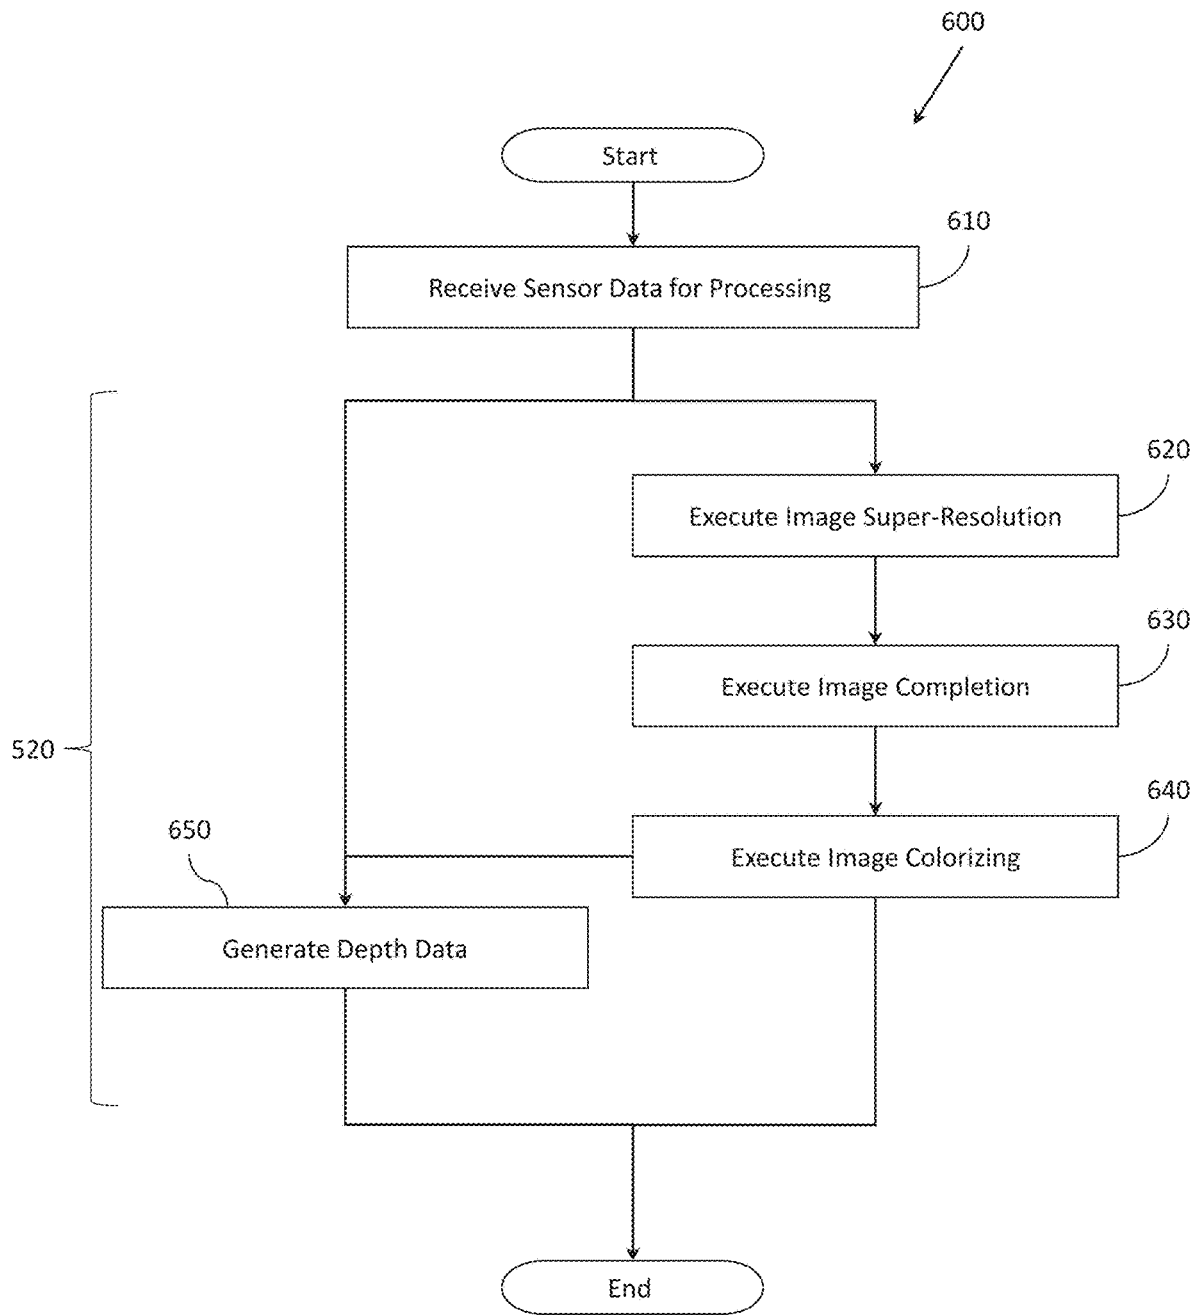 600
Start
610
Receive Sensor Data for Processing
620
Execute Image Super-Resolution
630
Execute Image Completion
520
640
650
Execute Image Colorizing
Generate Depth Data
End